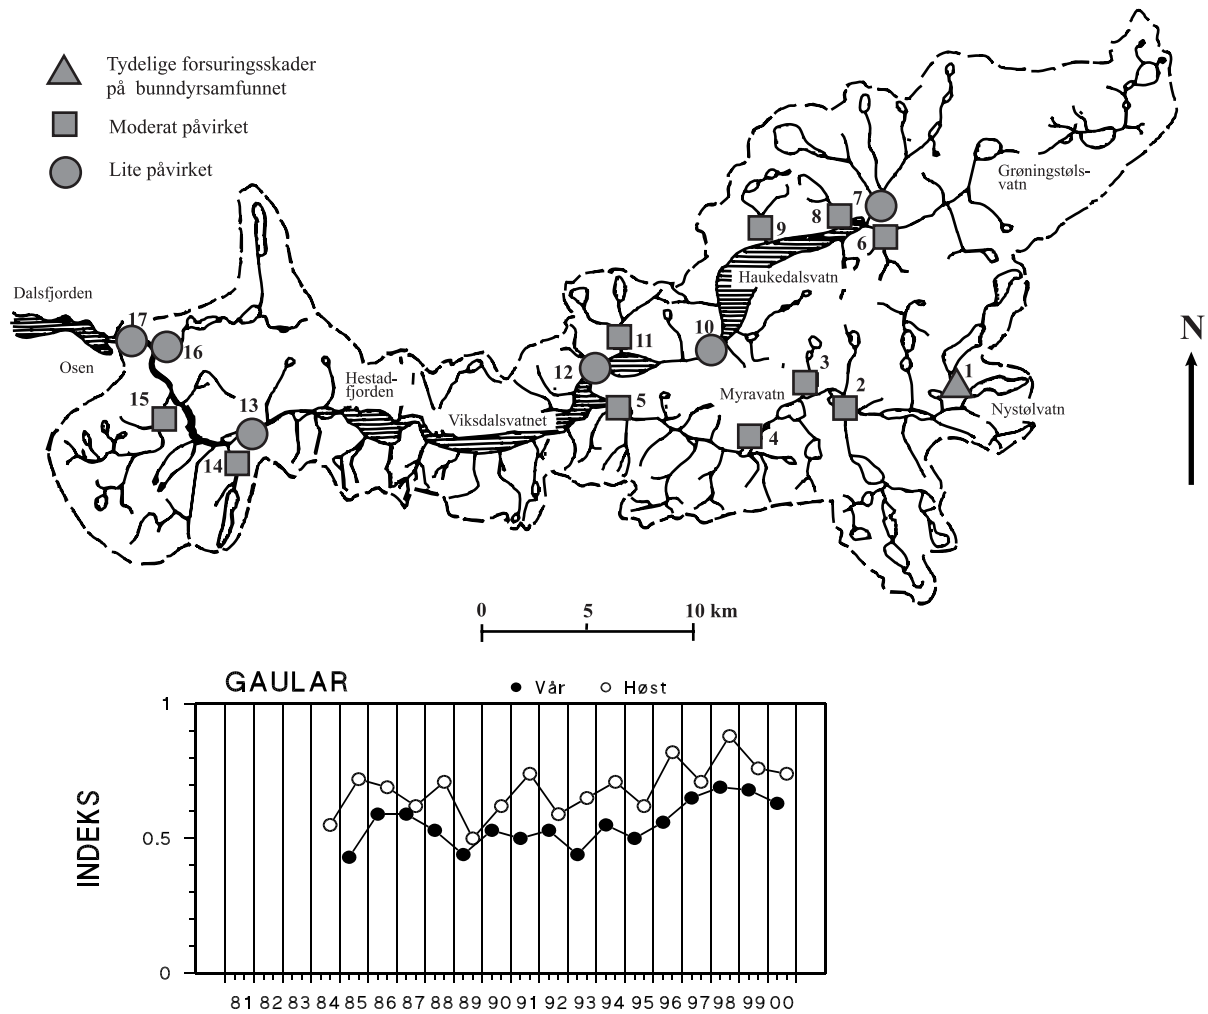 Tydelige forsuringsskader
på bunndyrsamfunnet
Moderat påvirket
Lite påvirket
Grøningstøls-
vatn
7
8
9
6
Haukedalsvatn
Dalsfjorden
17
16
Osen
10
11
12
N
Hestad-
fjorden
3
1
Myravatn
2
15
13
Viksdalsvatnet
5
Nystølvatn
4
14
0 5 10 km
GAULAR
Vår Høst
1
0.5
0
INDEKS
81 82 83 84 85 86 87 88 89 90 91 92 93 94 95 96 97 98 99 00